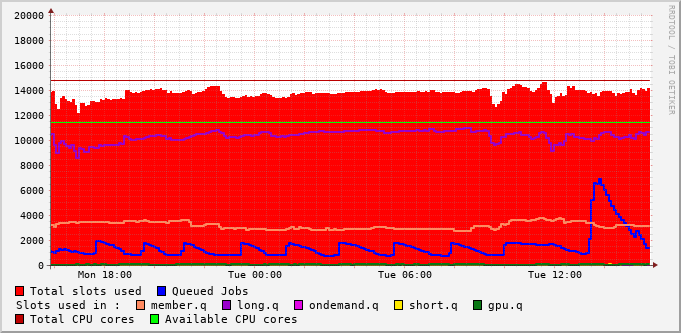 20000
18000
16000
14000
12000
10000
8000
6000
4000
2000
0
Mon 18:00 Tue 00:00 Tue 06:00 Tue 12:00
RRDTOOL / TOBI OETIKER
Total slots used Queued Jobs
Slots used in : member.q long.q ondemand.q short.q gpu.q
Total CPU cores Available CPU cores